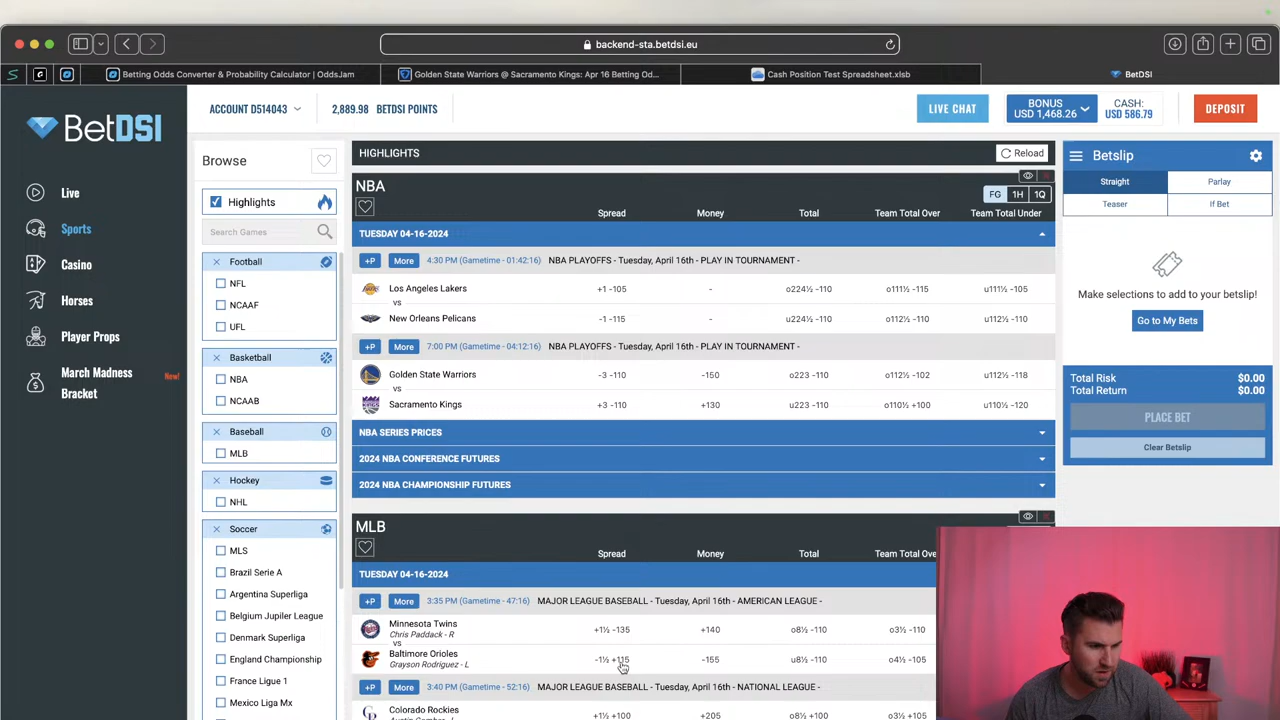 backend-sta.betdsi.eu
Betting Odds Converter & Probability Calculator | OddsJam
Golden State Warriors @ Sacramento Kings: Apr 16 Betting Od...
Cash Position Test Spreadsheet.xlsb
BetDSI
BetDSI
ACCOUNT D514043
2,889.98 BETDSI POINTS
LIVE CHAT
BONUS
USD 1,468.26
CASH:
USD 586.79
DEPOSIT
Live
Sports
Casino
Horses
Player Props
March Madness
Bracket
New!
Browse
Highlights
Search Games
Football
NFL
NCAAF
UFL
Basketball
NBA
NCAAB
Baseball
MLB
Hockey
NHL
Soccer
MLS
Brazil Serie A
Argentina Superliga
Belgium Jupiler League
Denmark Superliga
England Championship
France Ligue 1
Mexico Liga Mx
HIGHLIGHTS
Reload
NBA
FG 1H 1Q
Spread Money Total Team Total Over Team Total Under
TUESDAY 04-16-2024
+P More 4:30 PM (Gametime - 01:42:16) NBA PLAYOFFS - Tuesday, April 16th - PLAY IN TOURNAMENT -
Los Angeles Lakers +1 -105 - o224½ -110 o111½ -115 u111½ -105
vs
New Orleans Pelicans -1 -115 - u224½ -110 o112½ -110 u112½ -110
+P More 7:00 PM (Gametime - 04:12:16) NBA PLAYOFFS - Tuesday, April 16th - PLAY IN TOURNAMENT -
Golden State Warriors -3 -110 -150 o223 -110 o112½ -102 u112½ -118
vs
Sacramento Kings +3 -110 +130 u223 -110 o110½ +100 u110½ -120
NBA SERIES PRICES
2024 NBA CONFERENCE FUTURES
2024 NBA CHAMPIONSHIP FUTURES
MLB
Spread Money Total Team Total Ove
TUESDAY 04-16-2024
+P More 3:35 PM (Gametime - 47:16) MAJOR LEAGUE BASEBALL - Tuesday, April 16th - AMERICAN LEAGUE -
Minnesota Twins +1½ -135 +140 o8½ -110 o3½ -110
Chris Paddack - R
vs
Baltimore Orioles -1½ +115 -155 u8½ -110 o4½ -105
Grayson Rodriguez - L
+P More 3:40 PM (Gametime - 52:16) MAJOR LEAGUE BASEBALL - Tuesday, April 16th - NATIONAL LEAGUE -
Colorado Rockies +1½ +100 +205 o8½ +100 o3½ -110
Betslip
Straight Parlay
Teaser If Bet
Make selections to add to your betslip!
Go to My Bets
Total Risk $0.00
Total Return $0.00
PLACE BET
Clear Betslip